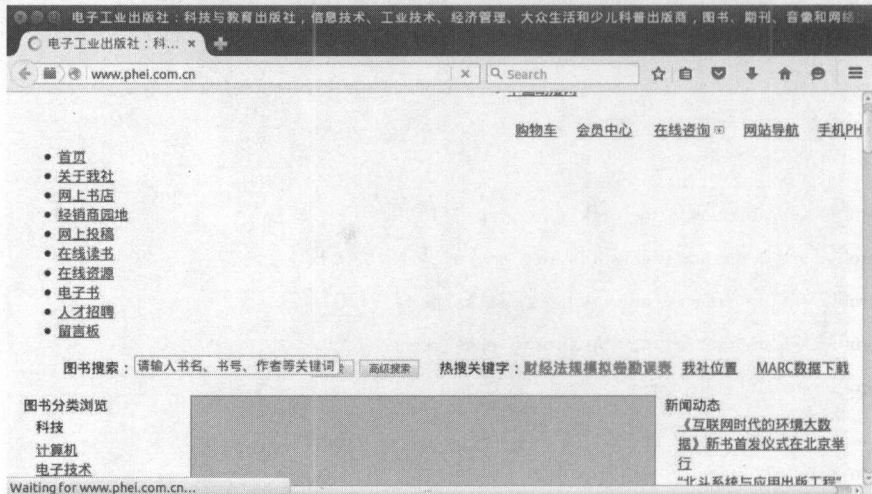 电子工业出版社：科技与教育出版社，信息技术、工业技术、经济管理、大众生活和少儿科普出版商，图书、期刊、音像和网络
电子工业出版社：科... ×
www.phei.com.cn × Search
购物车 会员中心 在线咨询 网站导航 手机PH
• 首页
• 关于我社
• 网上书店
• 经销商园地
• 网上投稿
• 在线读书
• 在线资源
• 电子书
• 人才招聘
• 留言板
图书搜索： 请输入书名、书号、作者等关键词 高级搜索 热搜关键字：财经法规模拟卷勘误表 我社位置 MARC数据下载
图书分类浏览 新闻动态
科技 《互联网时代的环境大数
计算机 据》新书首发仪式在北京举
电子技术 行
Waiting for www.phei.com.cn... “北斗系统与应用出版工程”